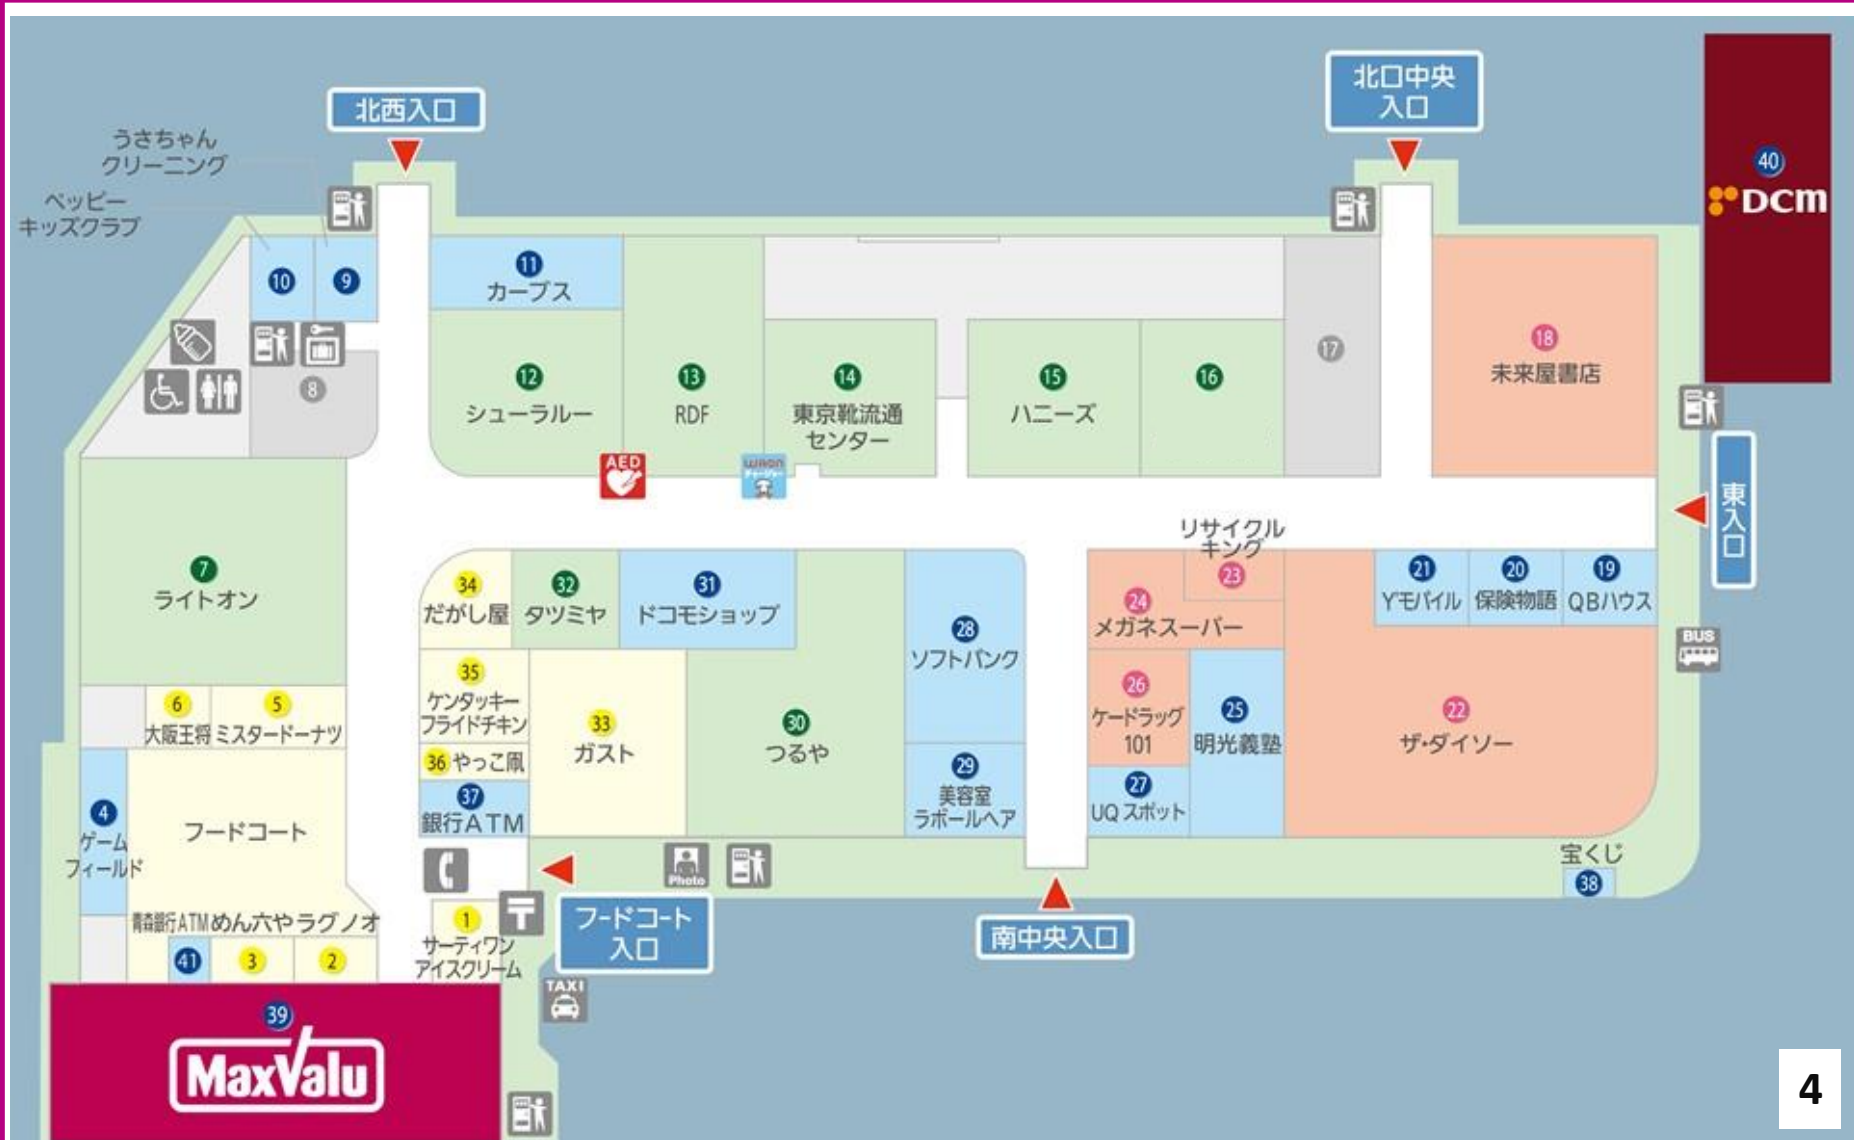 北西入口
北口中央
入口
うさちゃん
クリーニング
ペッピー
キッズクラブ
40
DCM
10
9
11
カーブス
12
シューラルー
13
RDF
14
東京靴流通
センター
15
ハニーズ
16
17
18
未来屋書店
8
AED
WAON
東入口
7
ライトオン
リサイクル
キング
23
34
だがし屋
32
タツミヤ
31
ドコモショップ
28
ソフトバンク
24
メガネスーパー
21
Y'モバイル
20
保険物語
19
QBハウス
BUS
35
ケンタッキー
フライドチキン
33
ガスト
30
つるや
26
ケードラッグ
101
25
明光義塾
22
ザ・ダイソー
6
大阪王将
5
ミスタードーナツ
36 やっこ凧
37
銀行ATM
29
美容室
ラポールヘア
27
UQ スポット
4
ゲーム
フィールド
フードコート
Photo
宝くじ
38
フードコート
入口
南中央入口
青森銀行ATM
めん六や
ラグノオ
41
3
2
1
サーティワン
アイスクリーム
〒
TAXI
39
MaxValu
4